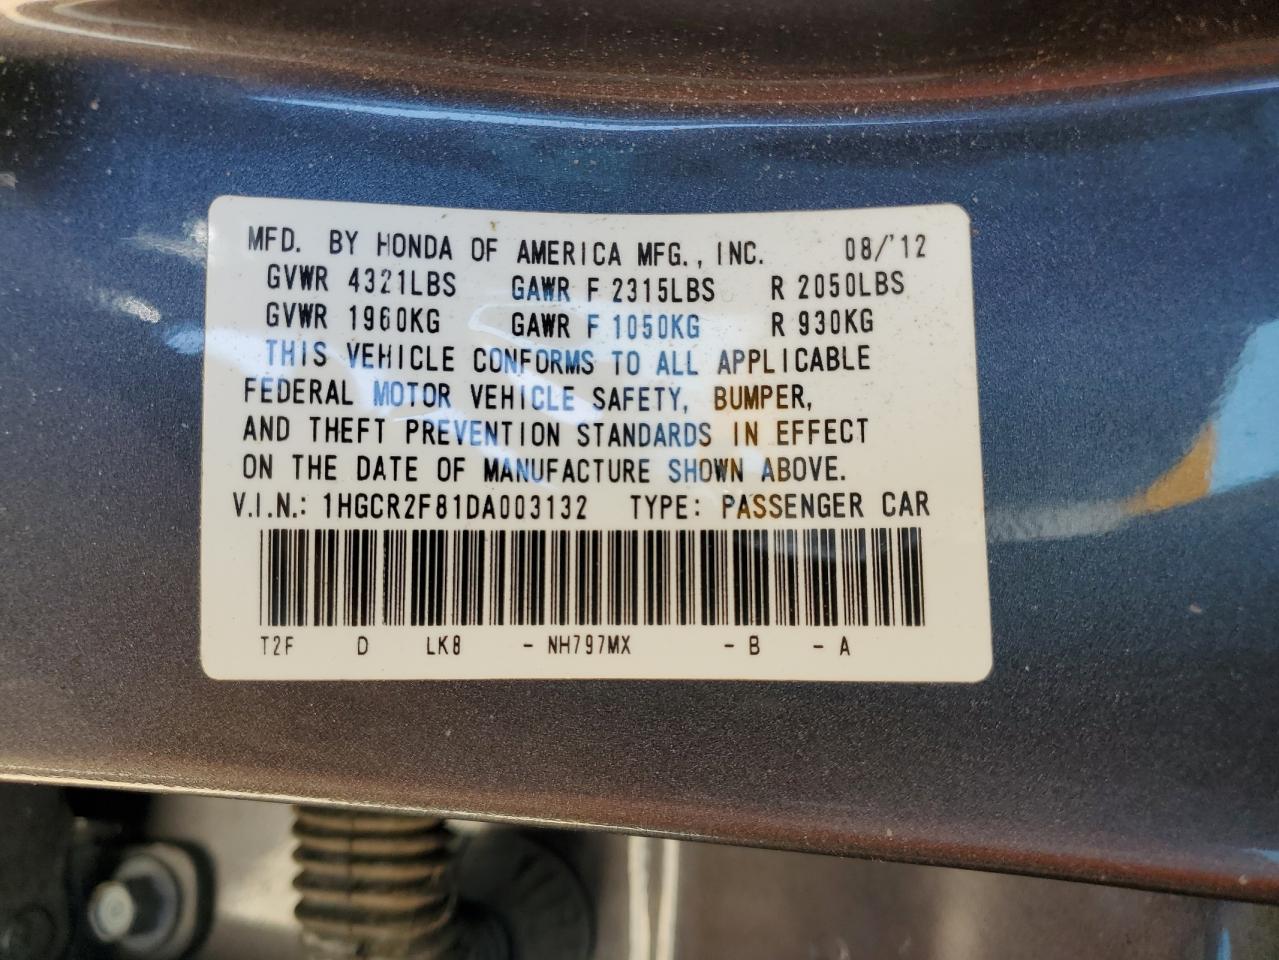 MFD. BY HONDA OF AMERICA MFG., INC. 08/'12
GVWR 4321LBS GAWR F 2315LBS R 2050LBS
GVWR 1960KG GAWR F 1050KG R 930KG
THIS VEHICLE CONFORMS TO ALL APPLICABLE
FEDERAL MOTOR VEHICLE SAFETY, BUMPER,
AND THEFT PREVENTION STANDARDS IN EFFECT
ON THE DATE OF MANUFACTURE SHOWN ABOVE.
V.I.N.: 1HGCR2F81DA003132 TYPE: PASSENGER CAR
T2F D LK8 - NH797MX - B - A